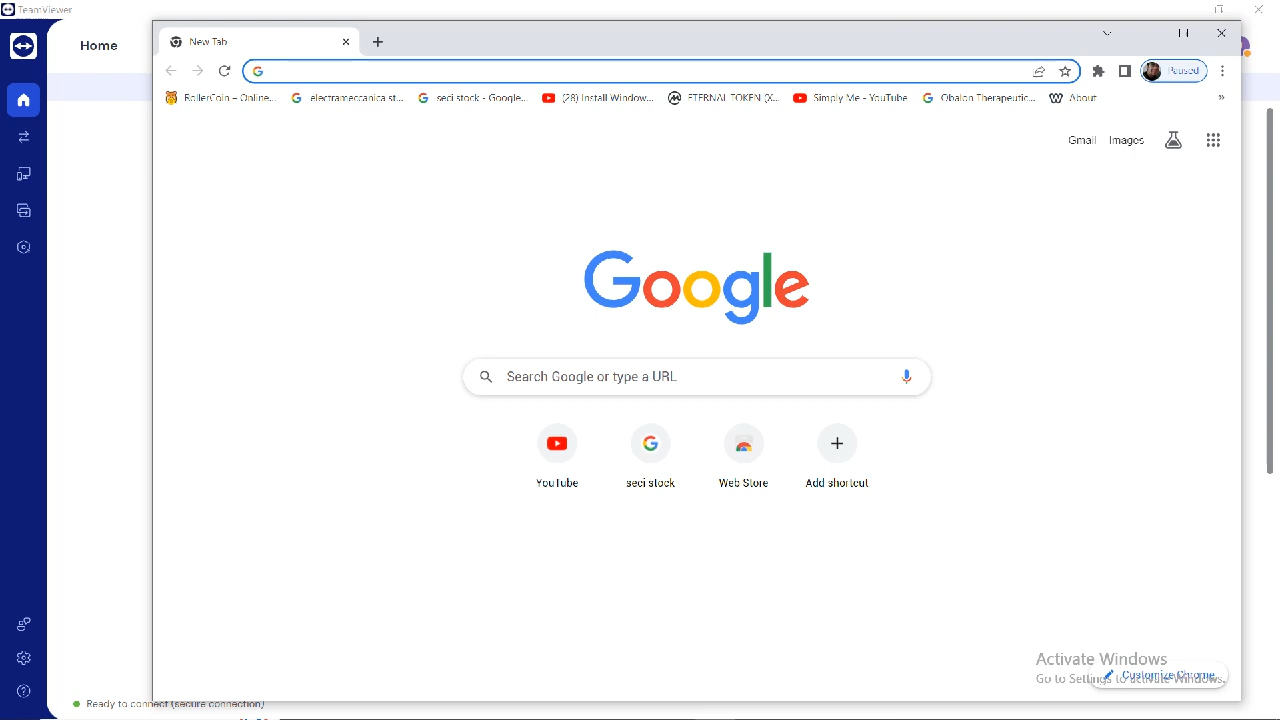 TeamViewer
Home
New Tab
Paused
RollerCoin – Online...
electrameccanica st...
seci stock - Google...
(28) Install Window...
ETERNAL TOKEN (X...
Simply Me - YouTube
Obalon Therapeutic...
About
»
Gmail
Images
Google
Search Google or type a URL
YouTube
seci stock
Web Store
Add shortcut
Activate Windows
Go to Settings to activate Windows.
Customize Chrome
Ready to connect (secure connection)